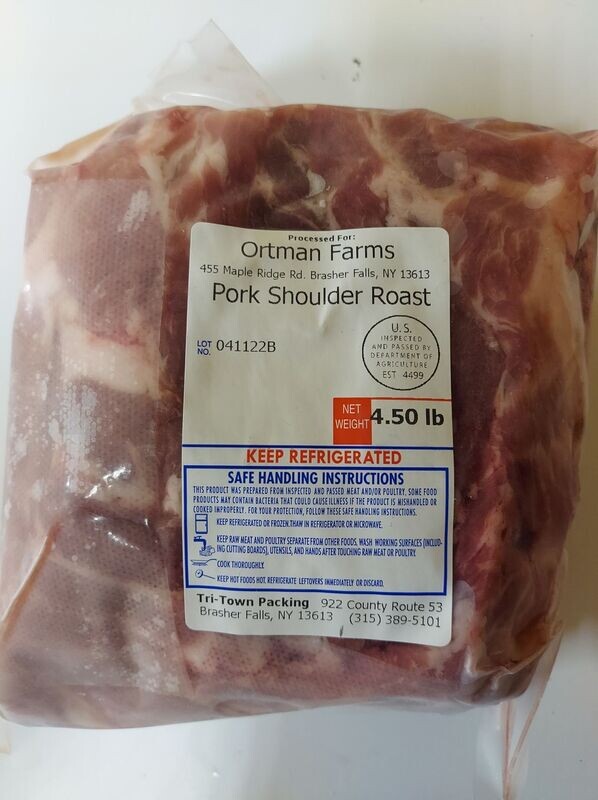 Processed For:
Ortman Farms
455 Maple Ridge Rd. Brasher Falls, NY 13613
Pork Shoulder Roast
LOT NO. 041122B
U.S.
INSPECTED
AND PASSED BY
DEPARTMENT OF
AGRICULTURE
EST 4499
NET WEIGHT 4.50 lb
KEEP REFRIGERATED
SAFE HANDLING INSTRUCTIONS
THIS PRODUCT WAS PREPARED FROM INSPECTED AND PASSED MEAT AND/OR POULTRY. SOME FOOD
PRODUCTS MAY CONTAIN BACTERIA THAT COULD CAUSE ILLNESS IF THE PRODUCT IS MISHANDLED OR
COOKED IMPROPERLY. FOR YOUR PROTECTION, FOLLOW THESE SAFE HANDLING INSTRUCTIONS.
KEEP REFRIGERATED OR FROZEN. THAW IN REFRIGERATOR OR MICROWAVE.
KEEP RAW MEAT AND POULTRY SEPARATE FROM OTHER FOODS. WASH WORKING SURFACES (INCLUD-
ING CUTTING BOARDS), UTENSILS, AND HANDS AFTER TOUCHING RAW MEAT OR POULTRY.
COOK THOROUGHLY.
KEEP HOT FOODS HOT. REFRIGERATE LEFTOVERS IMMEDIATELY OR DISCARD.
Tri-Town Packing 922 County Route 53
Brasher Falls, NY 13613 (315) 389-5101